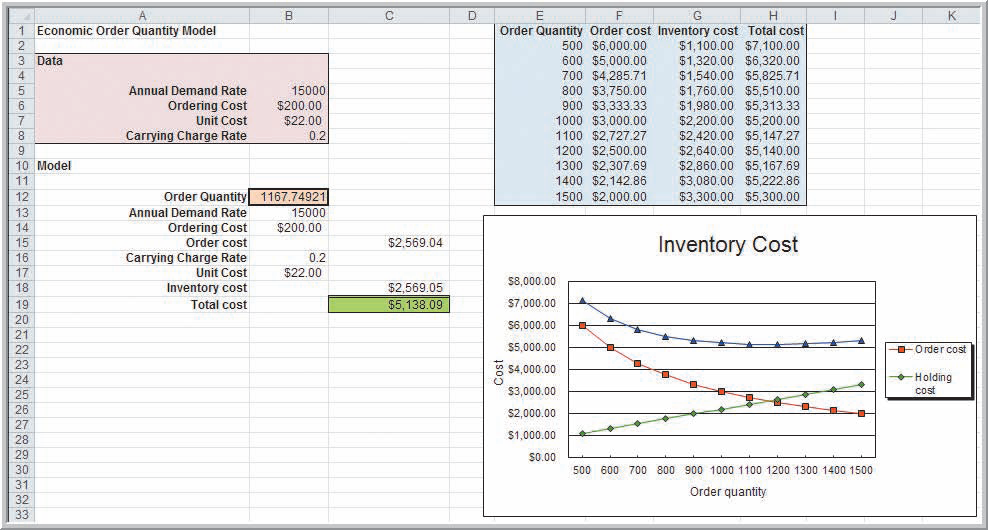 A B C D E F G H I J K
1 Economic Order Quantity Model Order Quantity Order cost Inventory cost Total cost
2 500 $6,000.00 $1,100.00 $7,100.00
3 Data 600 $5,000.00 $1,320.00 $6,320.00
4 700 $4,285.71 $1,540.00 $5,825.71
5 Annual Demand Rate 15000 800 $3,750.00 $1,760.00 $5,510.00
6 Ordering Cost $200.00 900 $3,333.33 $1,980.00 $5,313.33
7 Unit Cost $22.00 1000 $3,000.00 $2,200.00 $5,200.00
8 Carrying Charge Rate 0.2 1100 $2,727.27 $2,420.00 $5,147.27
9 1200 $2,500.00 $2,640.00 $5,140.00
10 Model 1300 $2,307.69 $2,860.00 $5,167.69
11 1400 $2,142.86 $3,080.00 $5,222.86
12 Order Quantity 1167.74921 1500 $2,000.00 $3,300.00 $5,300.00
13 Annual Demand Rate 15000
14 Ordering Cost $200.00
15 Order cost $2,569.04
16 Carrying Charge Rate 0.2
17 Unit Cost $22.00
18 Inventory cost $2,569.05
19 Total cost $5,138.09
20
21
22
23
24
25
26
27
28
29
30
31
32
33
Inventory Cost
$8,000.00
$7,000.00
$6,000.00
$5,000.00
$4,000.00
$3,000.00
$2,000.00
$1,000.00
$0.00
Cost
500 600 700 800 900 1000 1100 1200 1300 1400 1500
Order quantity
Order cost
Holding
cost